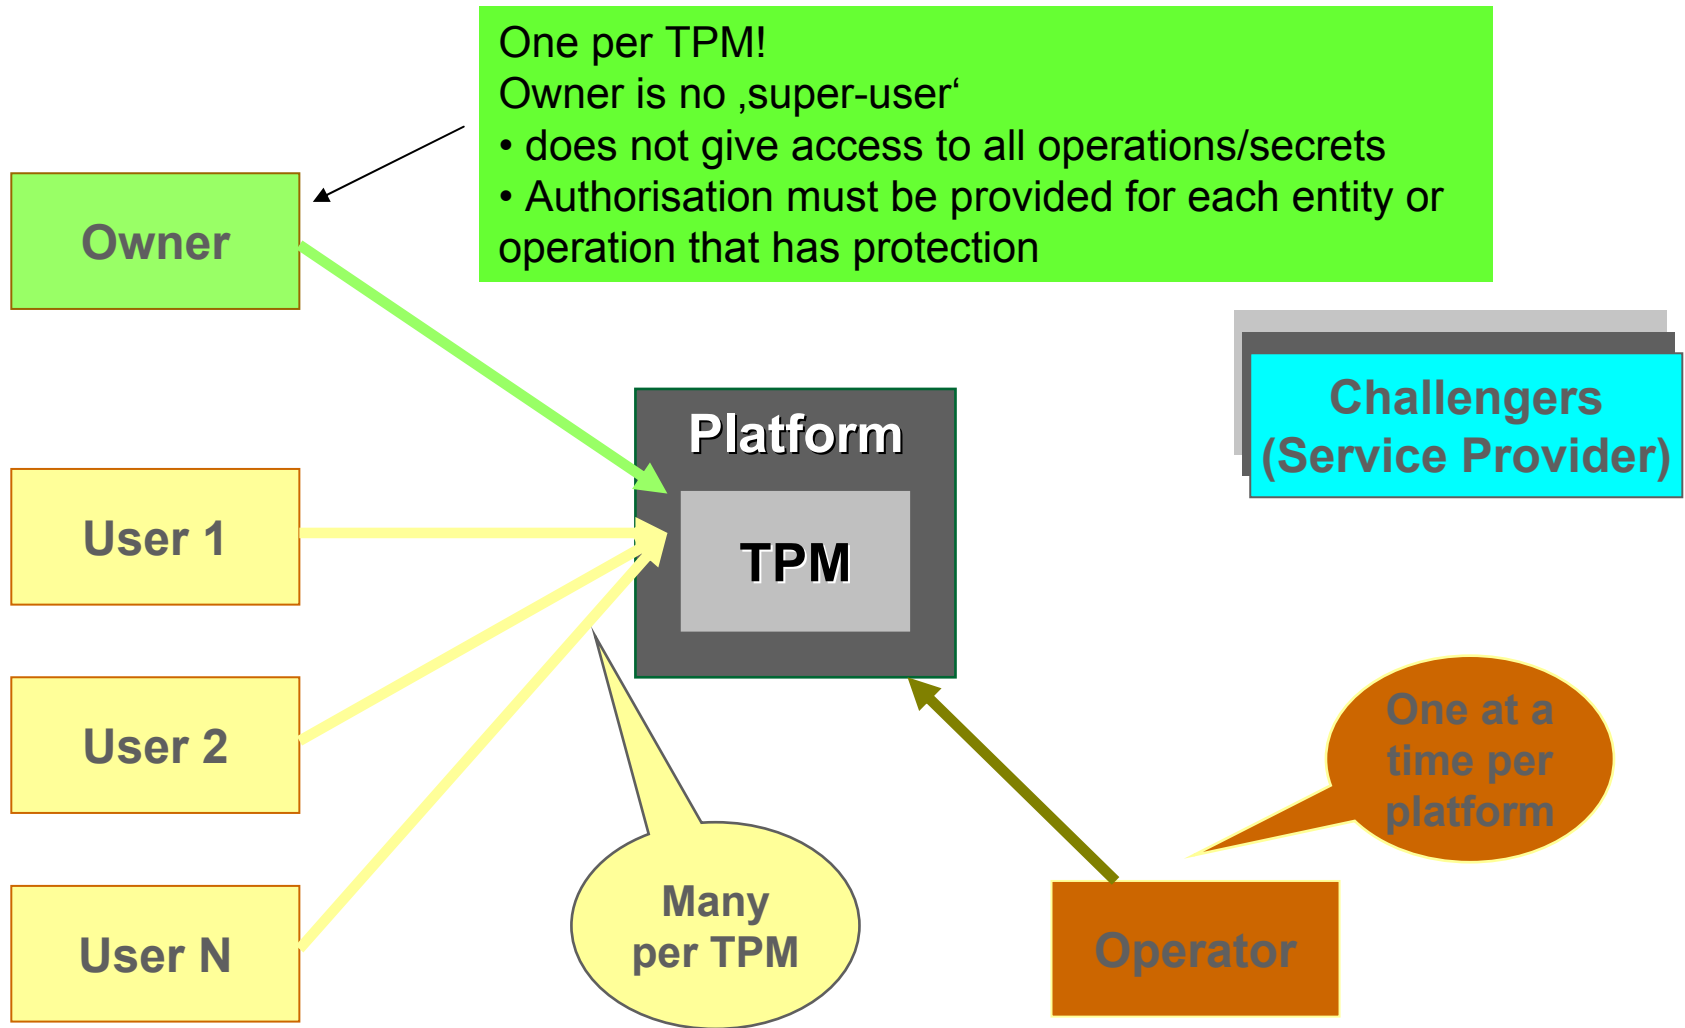 One per TPM!
Owner is no ‚super-user‘
• does not give access to all operations/secrets
• Authorisation must be provided for each entity or
operation that has protection
Owner
Challengers
(Service Provider)
Platform
TPM
User 1
User 2
User N
Many
per TPM
One at a
time per
platform
Operator